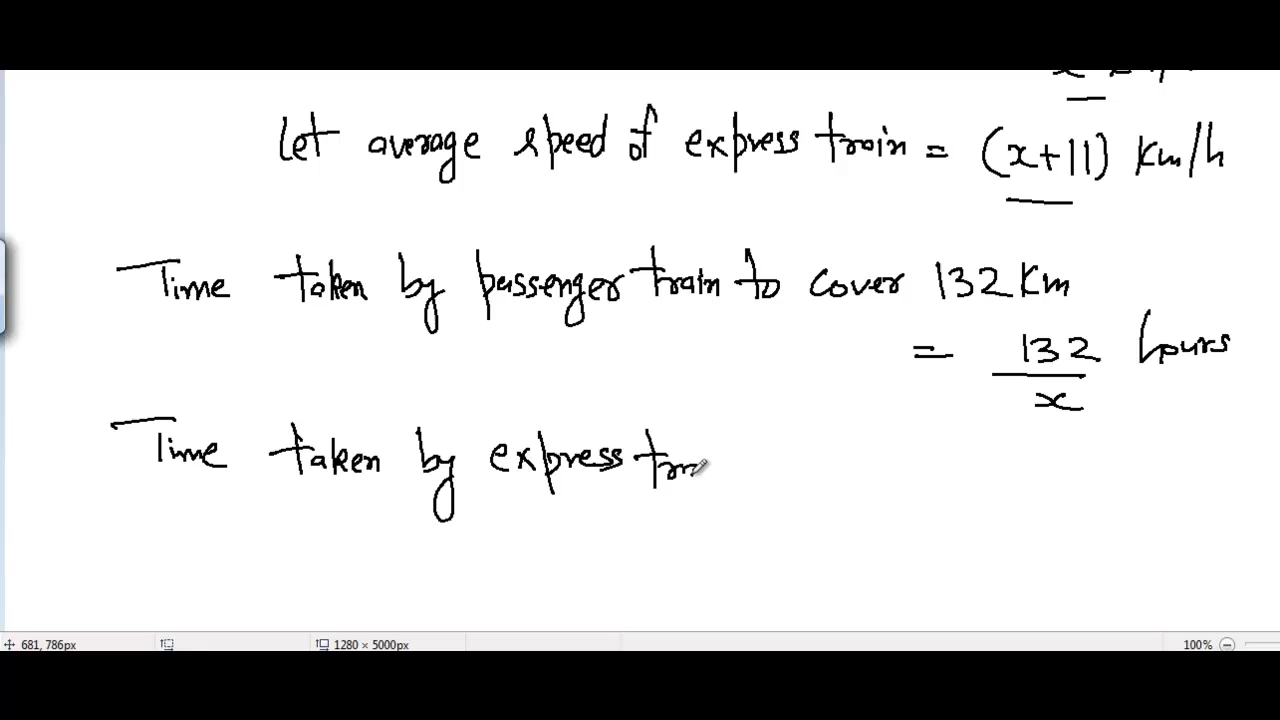 Let average speed of express train = (x+11) Km/h
Time taken by passenger train to cover 132 Km
= 132/x hours
Time taken by express
681, 786px 1280 × 5000px 100%